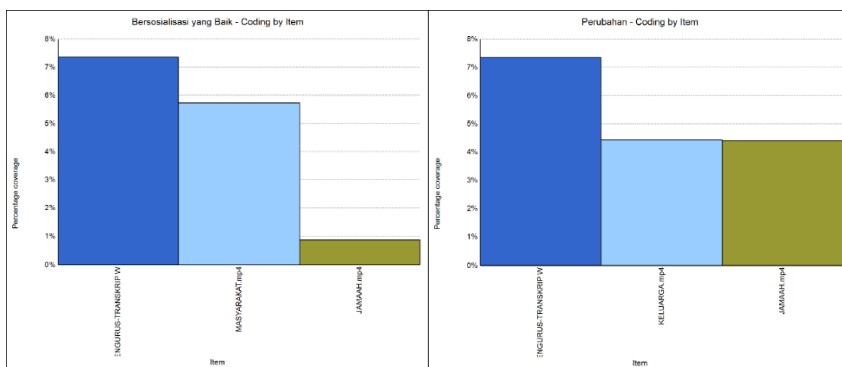 Bersosialisasi yang Baik - Coding by Item
8%
7%
6%
5%
4%
3%
2%
1%
0%
Percentage coverage
ENGURUS-TRANSKRIP W
MASYARAKAT.mp4
JAMAAH.mp4
Item
Perubahan - Coding by Item
8%
7%
6%
5%
4%
3%
2%
1%
0%
Percentage coverage
ENGURUS-TRANSKRIP W
KELUARGA.mp4
JAMAAH.mp4
Item